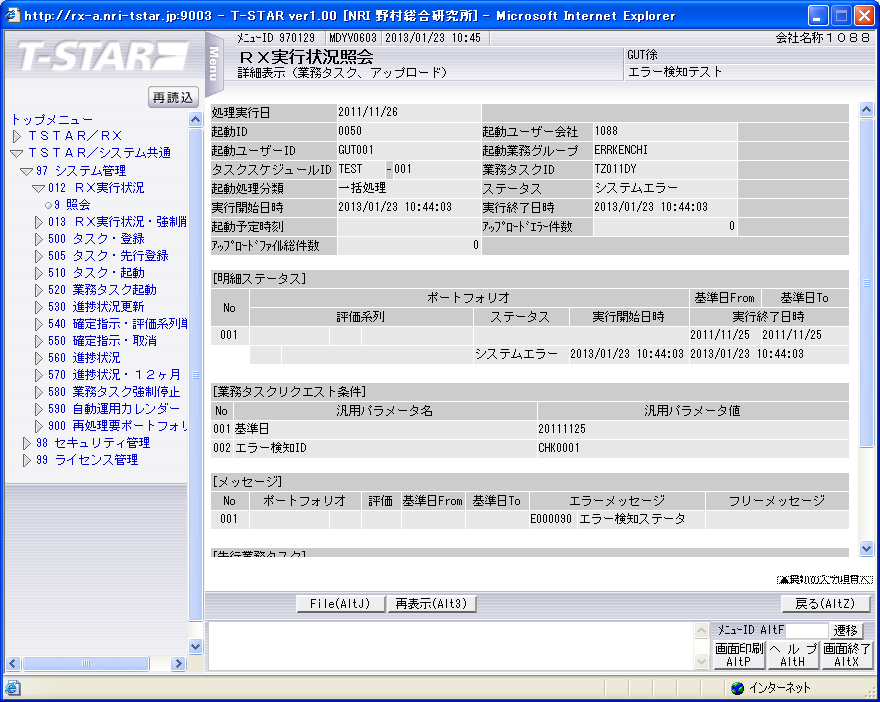 http://rx-a.nri-tstar.jp:9003 - T-STAR ver1.00 [NRI 野村総合研究所] - Microsoft Internet Explorer
T-STAR
Menu
ﾒﾆｭｰID 970129 MDYV0603 2013/01/23 10:45 会社名称１０８８
ＲＸ実行状況照会
詳細表示（業務タスク、アップロード）
GUT徐
エラー検知テスト
再読込
トップメニュー
ＴＳＴＡＲ／ＲＸ
ＴＳＴＡＲ／システム共通
97 システム管理
012 ＲＸ実行状況
9 照会
013 ＲＸ実行状況・強制
500 タスク・登録
505 タスク・先行登録
510 タスク・起動
520 業務タスク起動
530 進捗状況更新
540 確定指示・評価系列
550 確定指示・取消
560 進捗状況
570 進捗状況・１２ヶ月
580 業務タスク強制停止
590 自動運用カレンダー
900 再処理要ポートフォリ
98 セキュリティ管理
99 ライセンス管理
処理実行日 2011/11/26
起動ID 0050 起動ユーザー会社 1088
起動ユーザーID GUT001 起動業務グループ ERRKENCHI
タスクスケジュールID TEST -001 業務タスクID TZ011DY
起動処理分類 一括処理 ステータス システムエラー
実行開始日時 2013/01/23 10:44:03 実行終了日時 2013/01/23 10:44:03
起動予定時刻 ｱｯﾌﾟﾛｰﾄﾞｴﾗｰ件数 0
ｱｯﾌﾟﾛｰﾄﾞﾌｧｲﾙ総件数 0
[明細ステータス]
No ポートフォリオ 基準日From 基準日To
評価系列 ステータス 実行開始日時 実行終了日時
001 2011/11/25 2011/11/25
システムエラー 2013/01/23 10:44:03 2013/01/23 10:44:03
[業務タスクリクエスト条件]
No 汎用パラメータ名 汎用パラメータ値
001 基準日 20111125
002 エラー検知ID CHK0001
[メッセージ]
No ポートフォリオ 評価 基準日From 基準日To エラーメッセージ フリーメッセージ
001 E000090 エラー検知ステータ
[先行業務タスク]
File(AltJ) 再表示(Alt3) 戻る(AltZ)
ﾒﾆｭｰID AltF 遷移
画面印刷 AltP
ヘルプ AltH
画面終了 AltX
インターネット